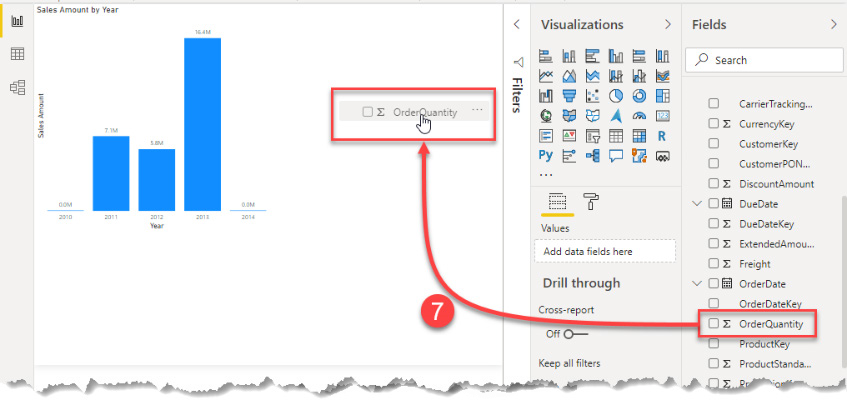 Sales Amount by Year
Sales Amount
16.4M
7.1M
5.8M
0.0M
0.0M
2010
2011
2012
2013
2014
Year
OrderQuantity
...
7
Filters
Visualizations
R
Py
...
Values
Add data fields here
Drill through
Cross-report
Off
Keep all filters
Fields
Search
CarrierTracking...
Σ CurrencyKey
CustomerKey
CustomerPON...
Σ DiscountAmount
DueDate
DueDateKey
Σ ExtendedAmou...
Σ Freight
OrderDate
OrderDateKey
Σ OrderQuantity
ProductKey
Σ ProductStanda...